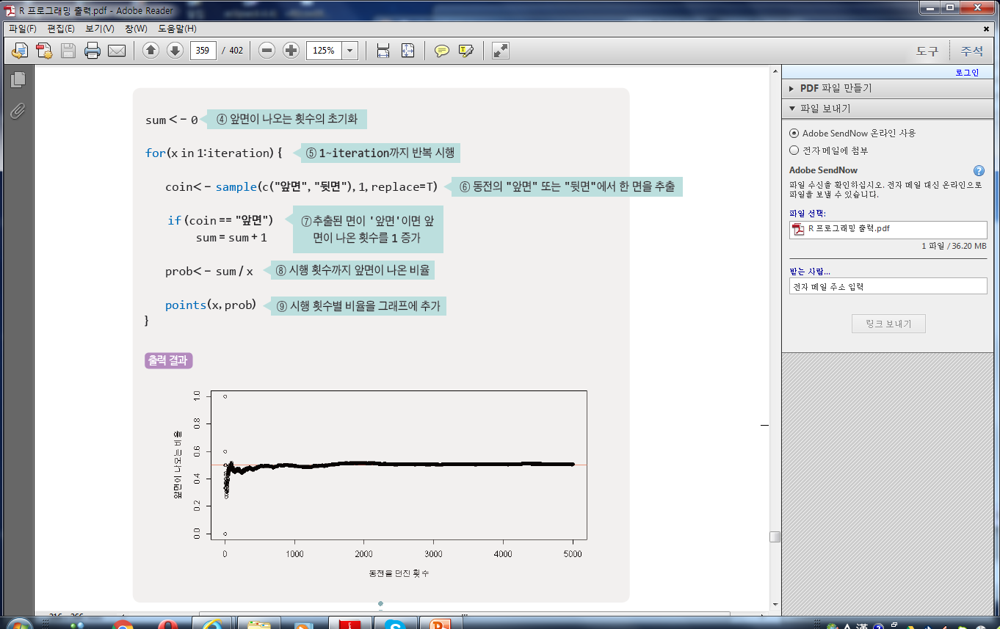 R 프로그래밍 출력.pdf - Adobe Reader
파일(F) 편집(E) 보기(V) 창(W) 도움말(H)
359 / 402 125% 도구 주석
sum <- 0 ④ 앞면이 나오는 횟수의 초기화
for(x in 1:iteration) { ⑤ 1~iteration까지 반복 시행
coin<- sample(c("앞면", "뒷면"), 1, replace=T) ⑥ 동전의 "앞면" 또는 "뒷면"에서 한 면을 추출
if (coin == "앞면") ⑦ 추출된 면이 '앞면'이면 앞
sum = sum + 1 면이 나온 횟수를 1 증가
prob<- sum / x ⑧ 시행 횟수까지 앞면이 나온 비율
points(x, prob) ⑨ 시행 횟수별 비율을 그래프에 추가
}
출력 결과
앞면이 나오는 비율
1.0
0.8
0.6
0.4
0.2
0.0
0 1000 2000 3000 4000 5000
동전을 던진 횟수
로그인
PDF 파일 만들기
파일 보내기
Adobe SendNow 온라인 사용
전자 메일에 첨부
Adobe SendNow
파일 수신을 확인하십시오. 전자 메일 대신 온라인으로
파일을 보낼 수 있습니다.
파일 선택:
R 프로그래밍 출력.pdf
1 파일 / 36.20 MB
받는 사람...
전자 메일 주소 입력
링크 보내기
A 漢